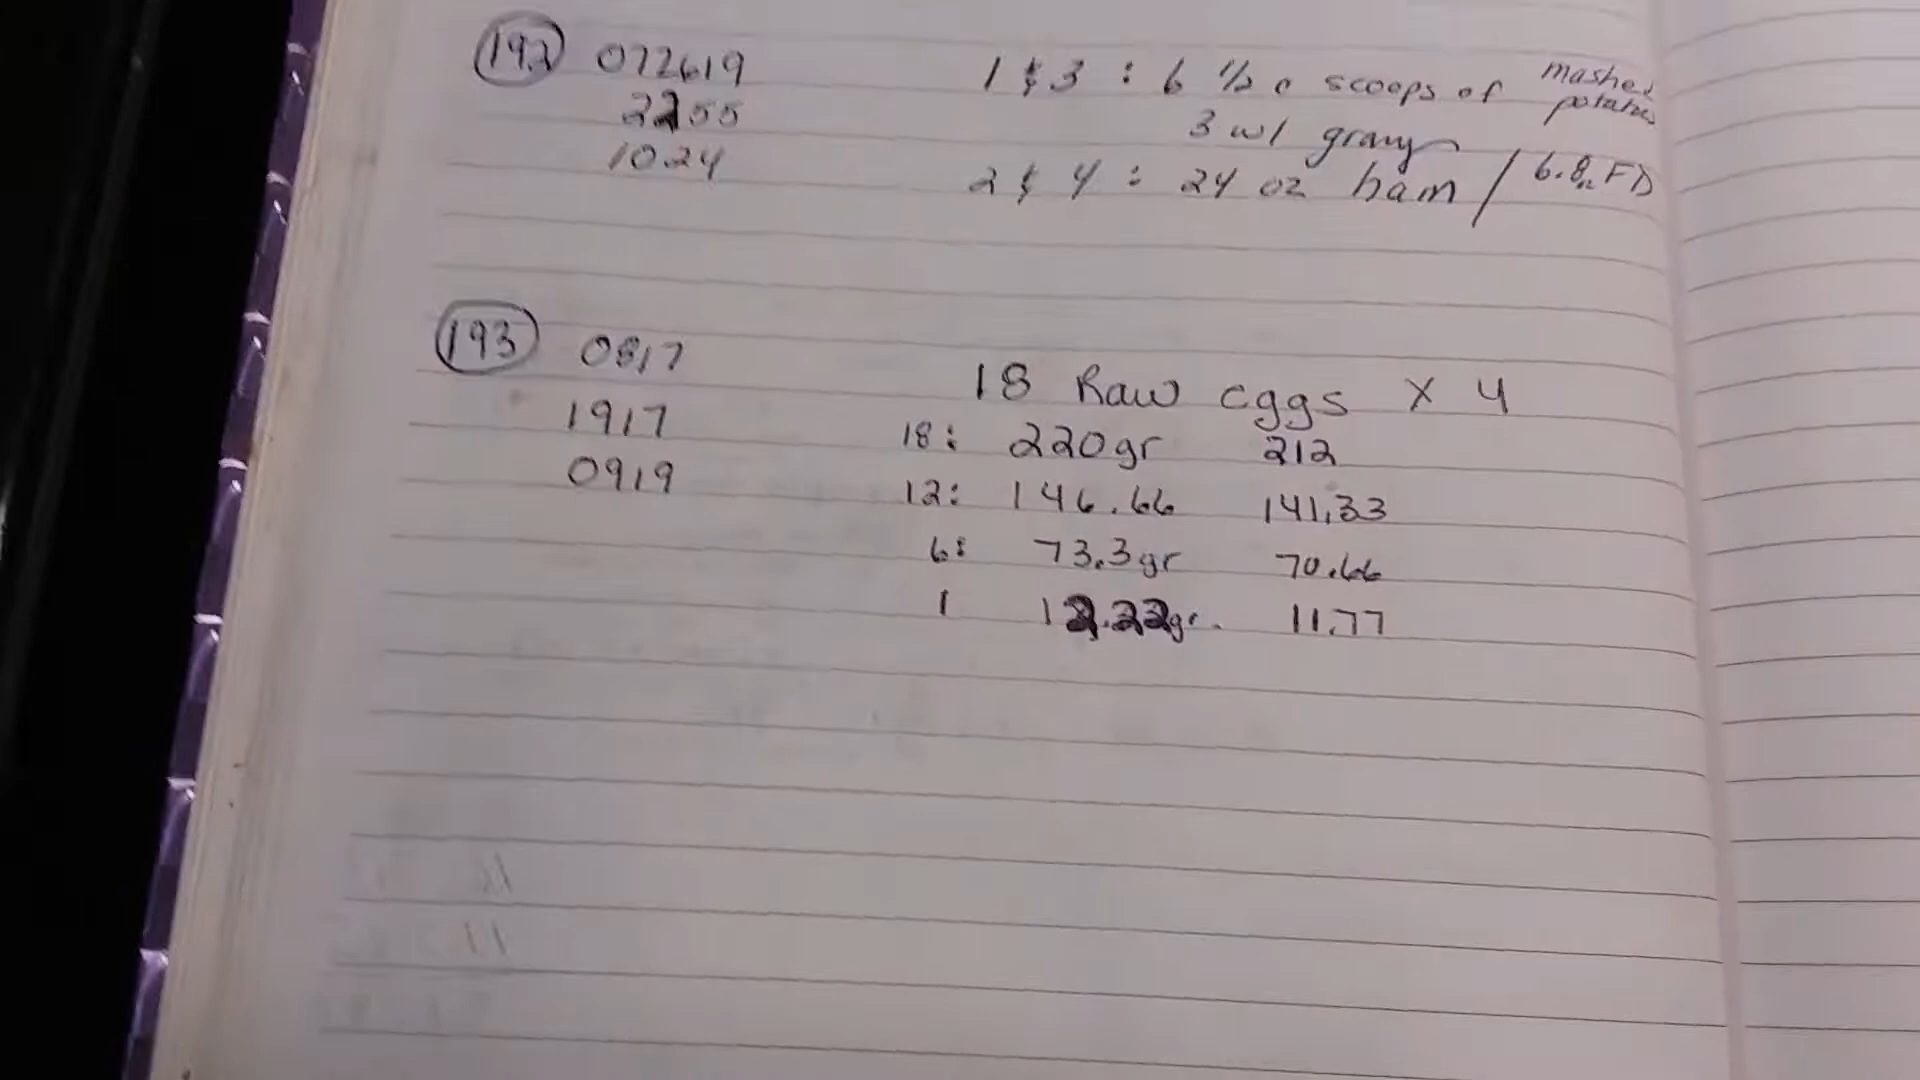 192 072619 1 & 3 : 6 1/2 c scoops of mashed potatoes
2255 3 w/ gravy
1024 2 & 4 : 24 oz ham / 6.8oz FD
193 0817 18 Raw eggs x 4
1917 18: 220gr 212
0919 12: 146.66 141.33
6: 73.3gr 70.66
1 12.22gr. 11.77